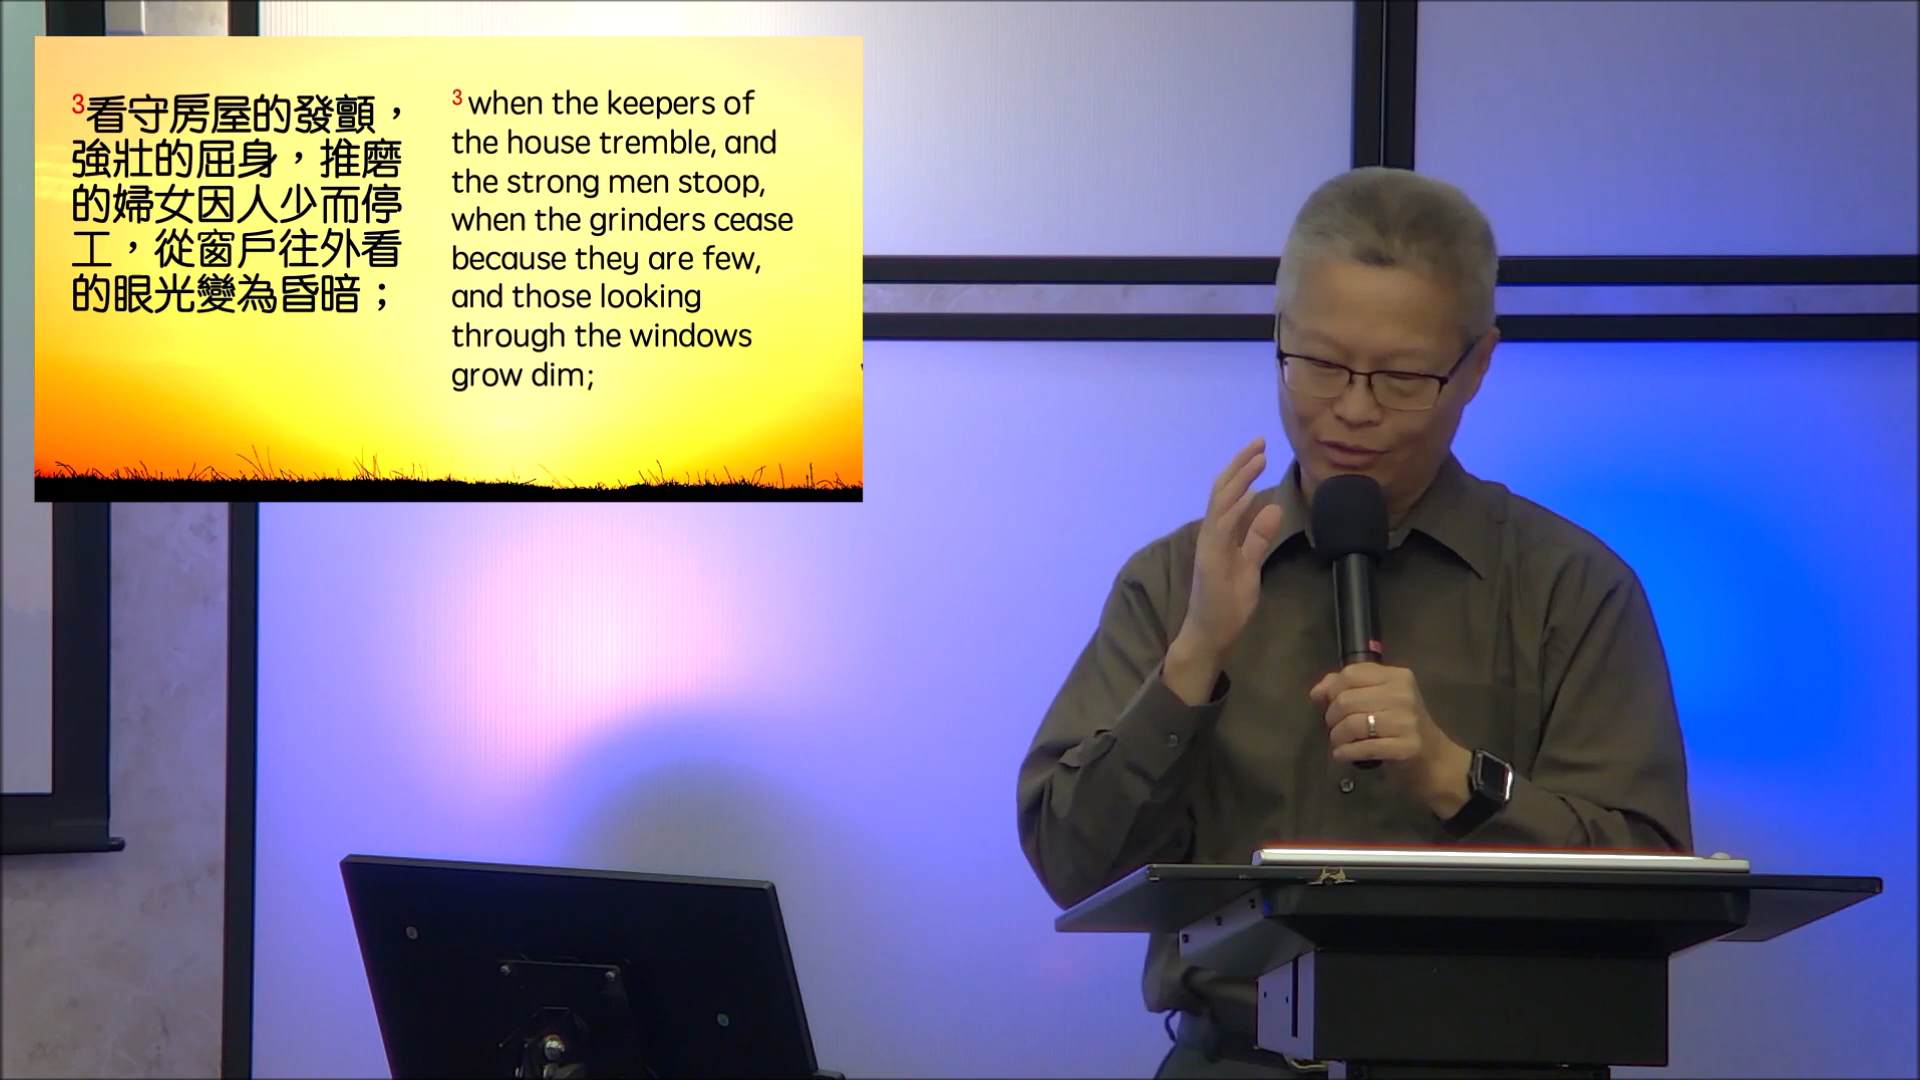 3看守房屋的發顫，
強壯的屈身，推磨
的婦女因人少而停
工，從窗戶往外看
的眼光變為昏暗；
3 when the keepers of
the house tremble, and
the strong men stoop,
when the grinders cease
because they are few,
and those looking
through the windows
grow dim;